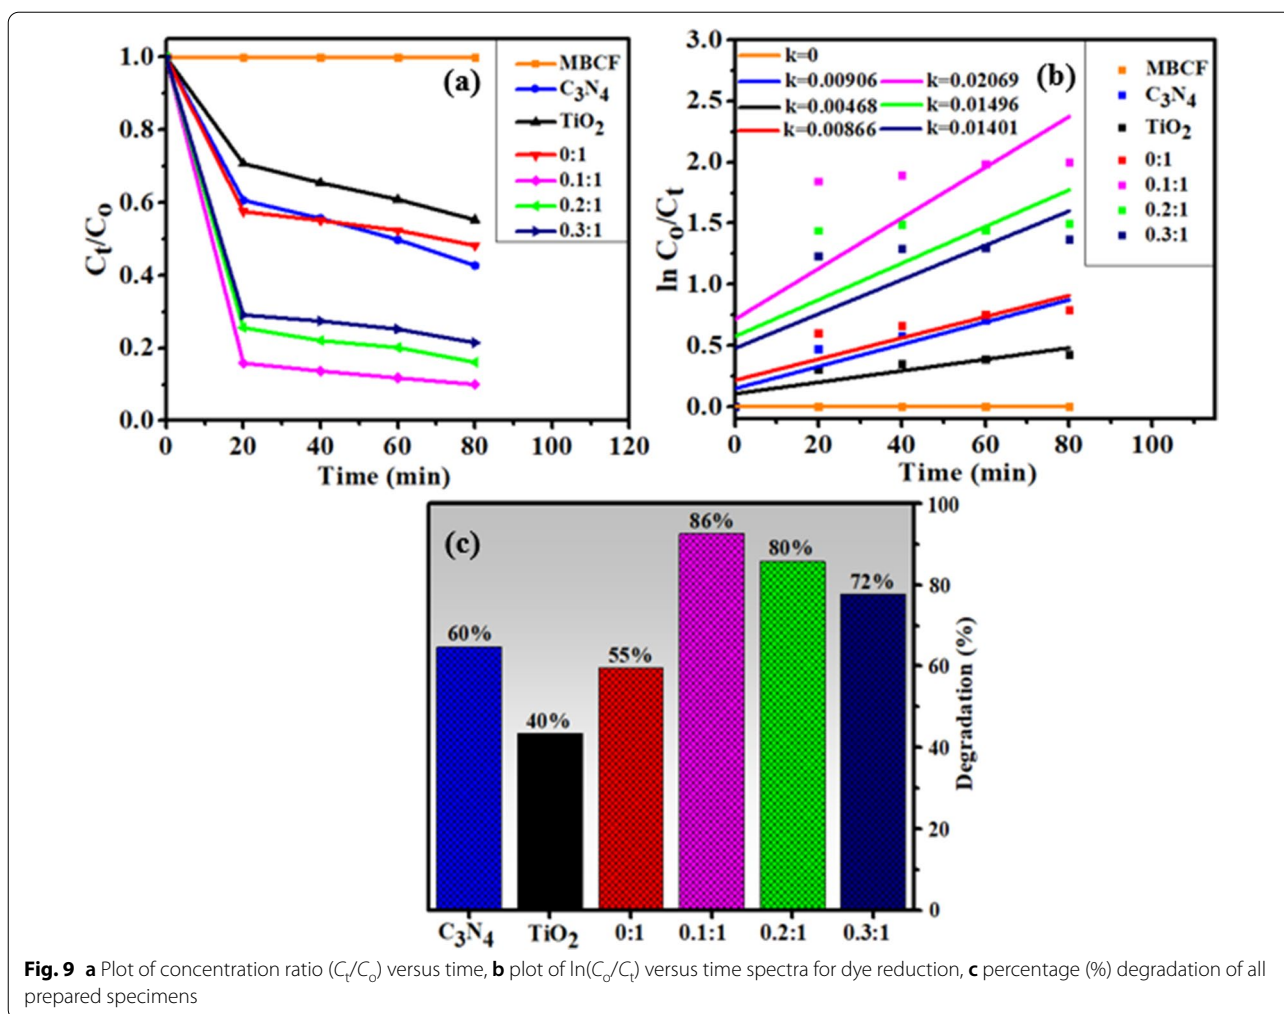 (a)
1.0
0.8
0.6
0.4
0.2
0.0
Ct/Co
0 20 40 60 80 100 120
Time (min)
MBCF
C3N4
TiO2
0:1
0.1:1
0.2:1
0.3:1
(b)
3.0
2.5
2.0
1.5
1.0
0.5
0.0
ln Co/Ct
0 20 40 60 80 100
Time (min)
k=0
k=0.00906
k=0.00468
k=0.00866
k=0.02069
k=0.01496
k=0.01401
MBCF
C3N4
TiO2
0:1
0.1:1
0.2:1
0.3:1
(c)
60%
40%
55%
86%
80%
72%
C3N4 TiO2 0:1 0.1:1 0.2:1 0.3:1
100
80
60
40
20
0
Degradation (%)
Fig. 9 a Plot of concentration ratio (Ct/Co) versus time, b plot of ln(Co/Ct) versus time spectra for dye reduction, c percentage (%) degradation of all
prepared specimens